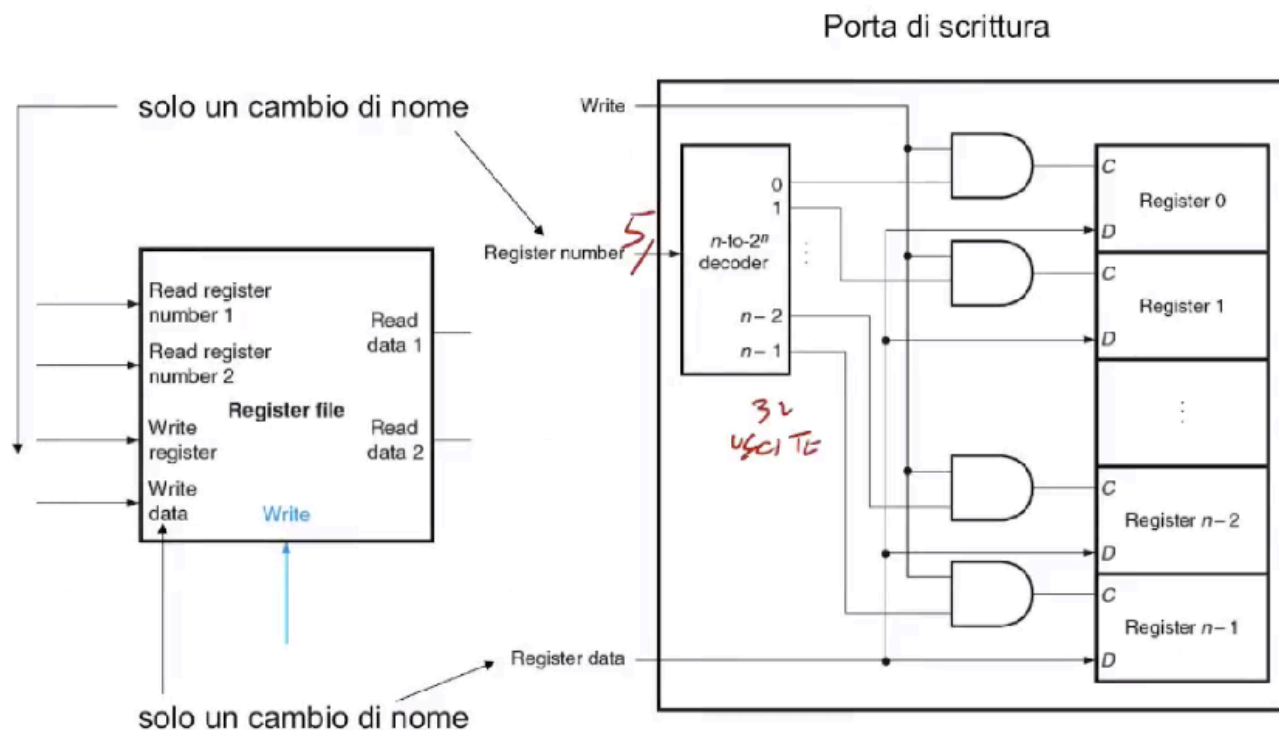 Porta di scrittura
solo un cambio di nome
Read register
number 1
Read register
number 2
Write
register
Write
data
Register file
Read
data 1
Read
data 2
Write
solo un cambio di nome
Write
Register number
5
n-to-2ⁿ
decoder
0
1
⋮
n – 2
n – 1
32
USCITE
Register data
C
Register 0
D
C
Register 1
D
⋮
C
Register n – 2
D
C
Register n – 1
D